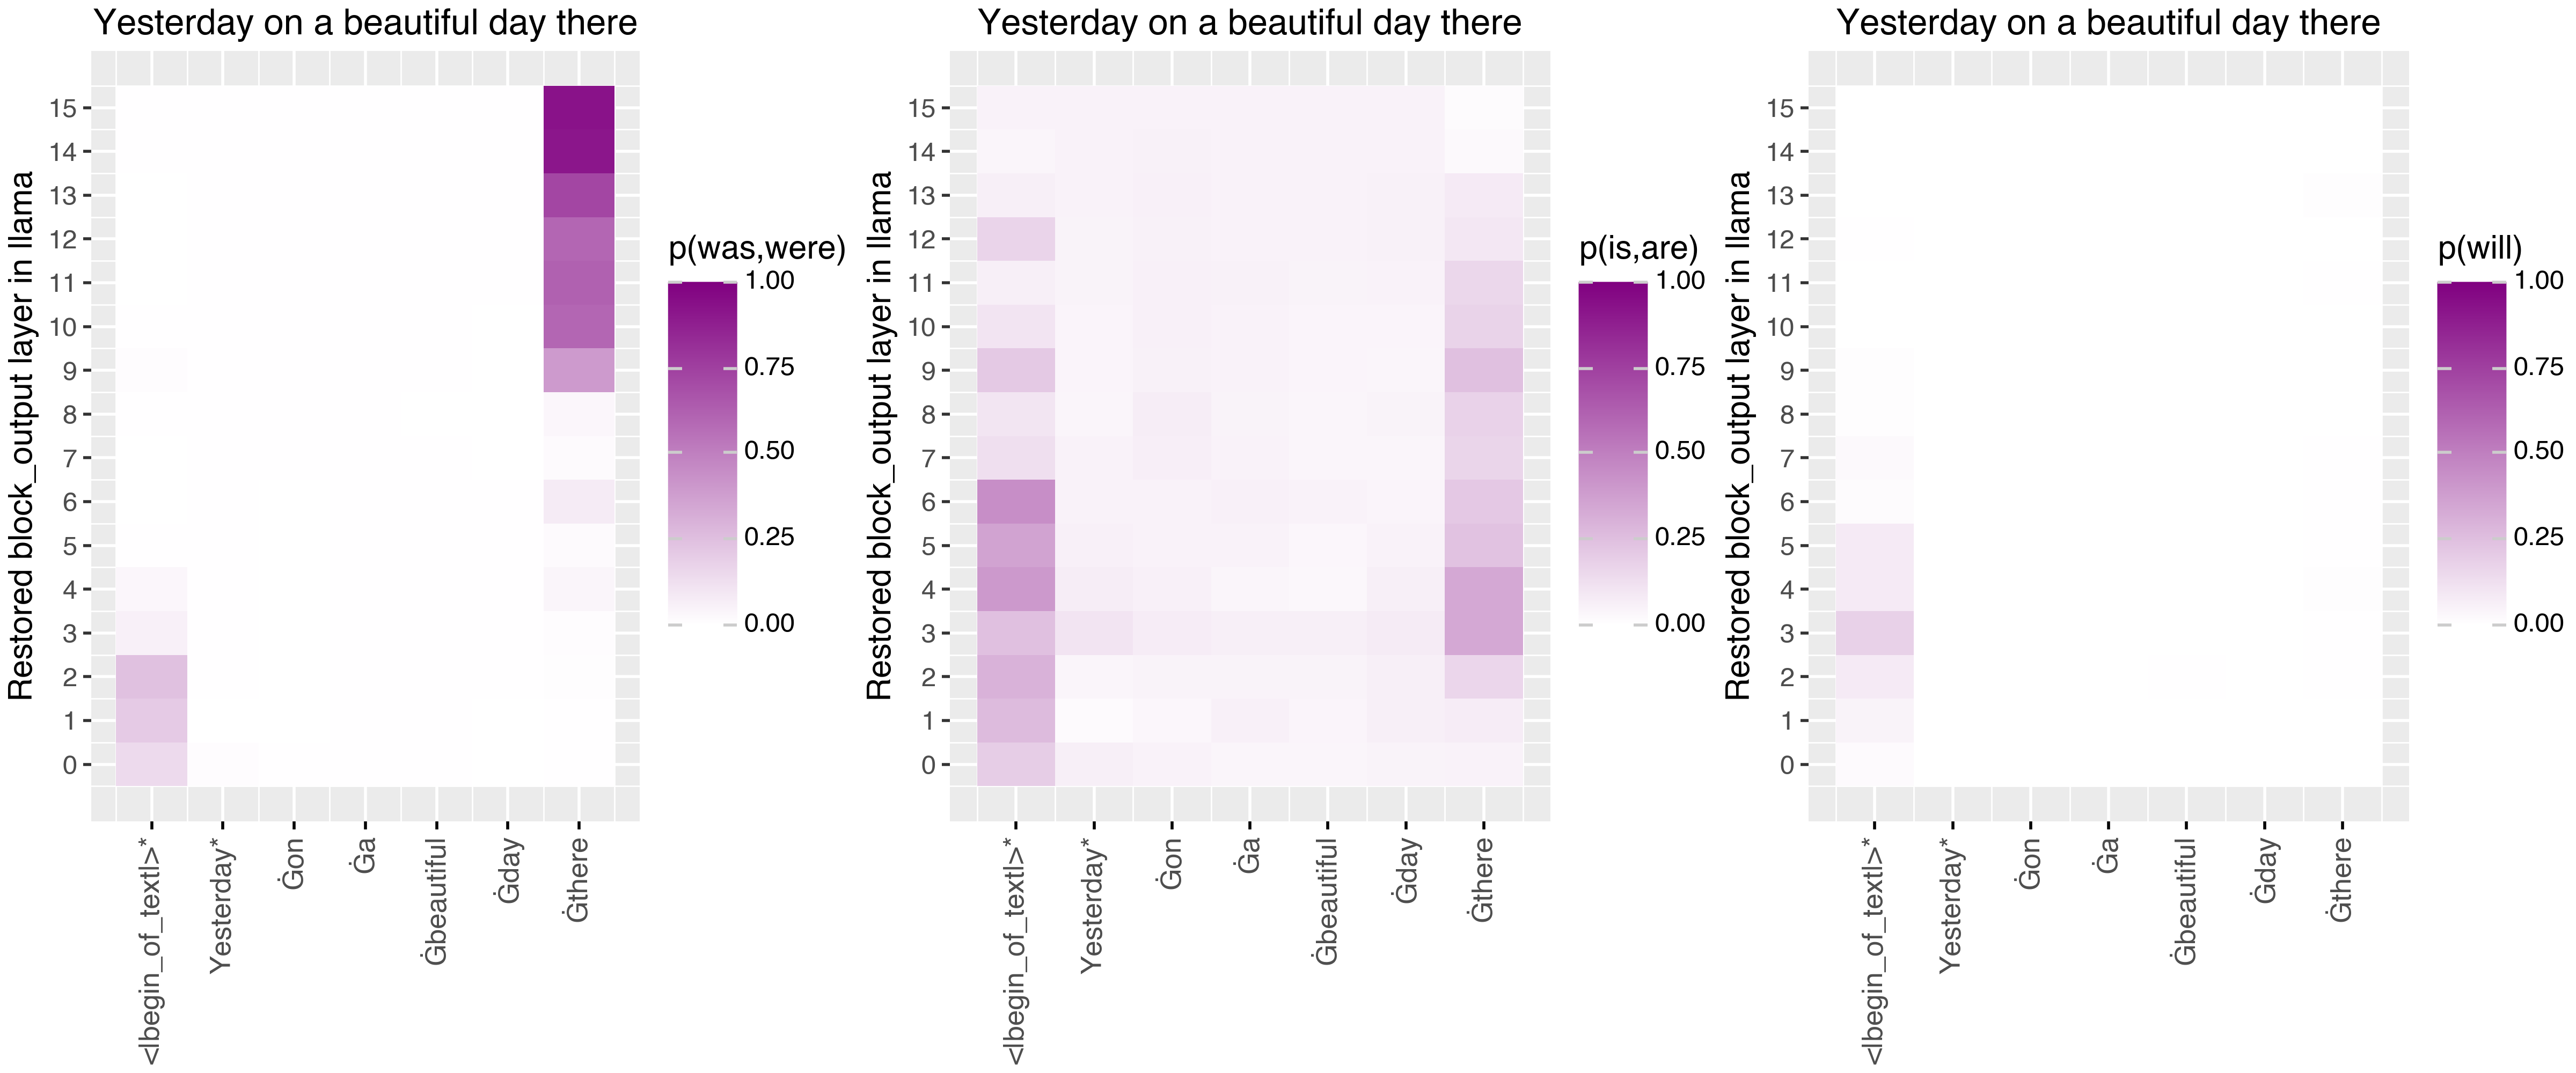 Yesterday on a beautiful day there
Restored block_output layer in llama
15
14
13
12
11
10
9
8
7
6
5
4
3
2
1
0
<|begin_of_text|>*
Yesterday*
Ġon
Ġa
Ġbeautiful
Ġday
Ġthere
p(was,were)
1.00
0.75
0.50
0.25
0.00
Yesterday on a beautiful day there
Restored block_output layer in llama
15
14
13
12
11
10
9
8
7
6
5
4
3
2
1
0
<|begin_of_text|>*
Yesterday*
Ġon
Ġa
Ġbeautiful
Ġday
Ġthere
p(is,are)
1.00
0.75
0.50
0.25
0.00
Yesterday on a beautiful day there
Restored block_output layer in llama
15
14
13
12
11
10
9
8
7
6
5
4
3
2
1
0
<|begin_of_text|>*
Yesterday*
Ġon
Ġa
Ġbeautiful
Ġday
Ġthere
p(will)
1.00
0.75
0.50
0.25
0.00